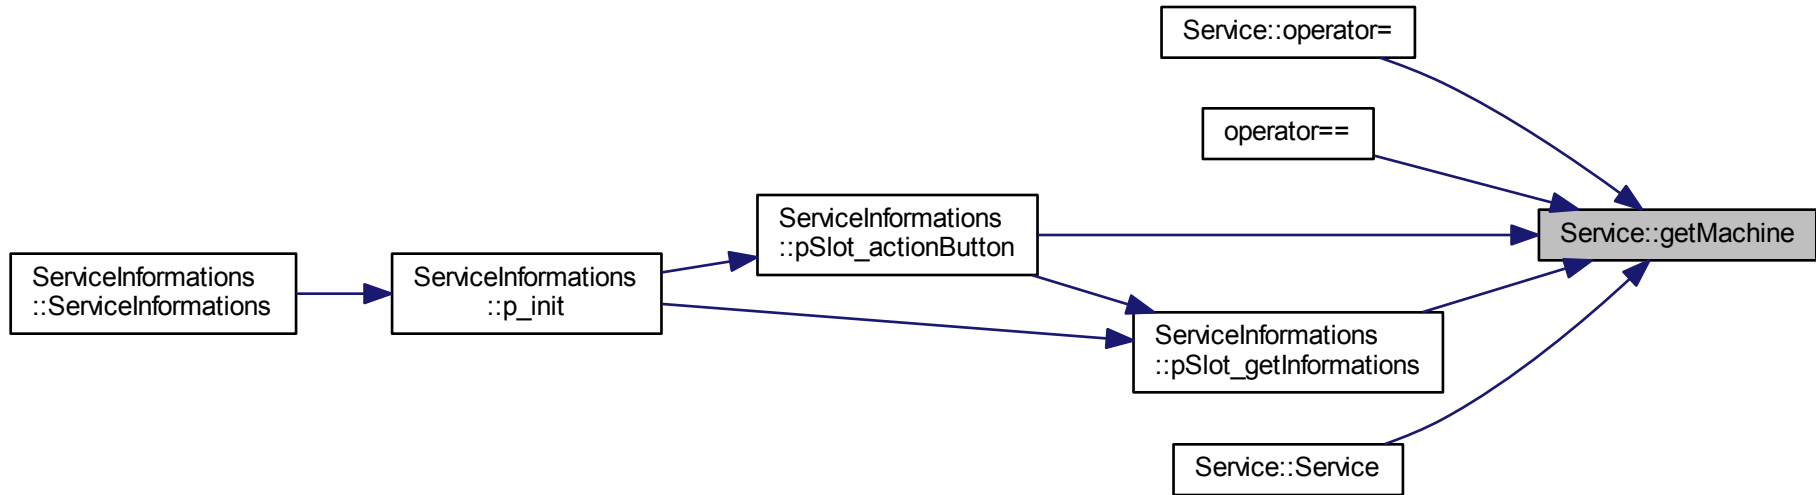 Service::operator=
operator==
ServiceInformations
::pSlot_actionButton
Service::getMachine
ServiceInformations
::ServiceInformations
ServiceInformations
::p_init
ServiceInformations
::pSlot_getInformations
Service::Service